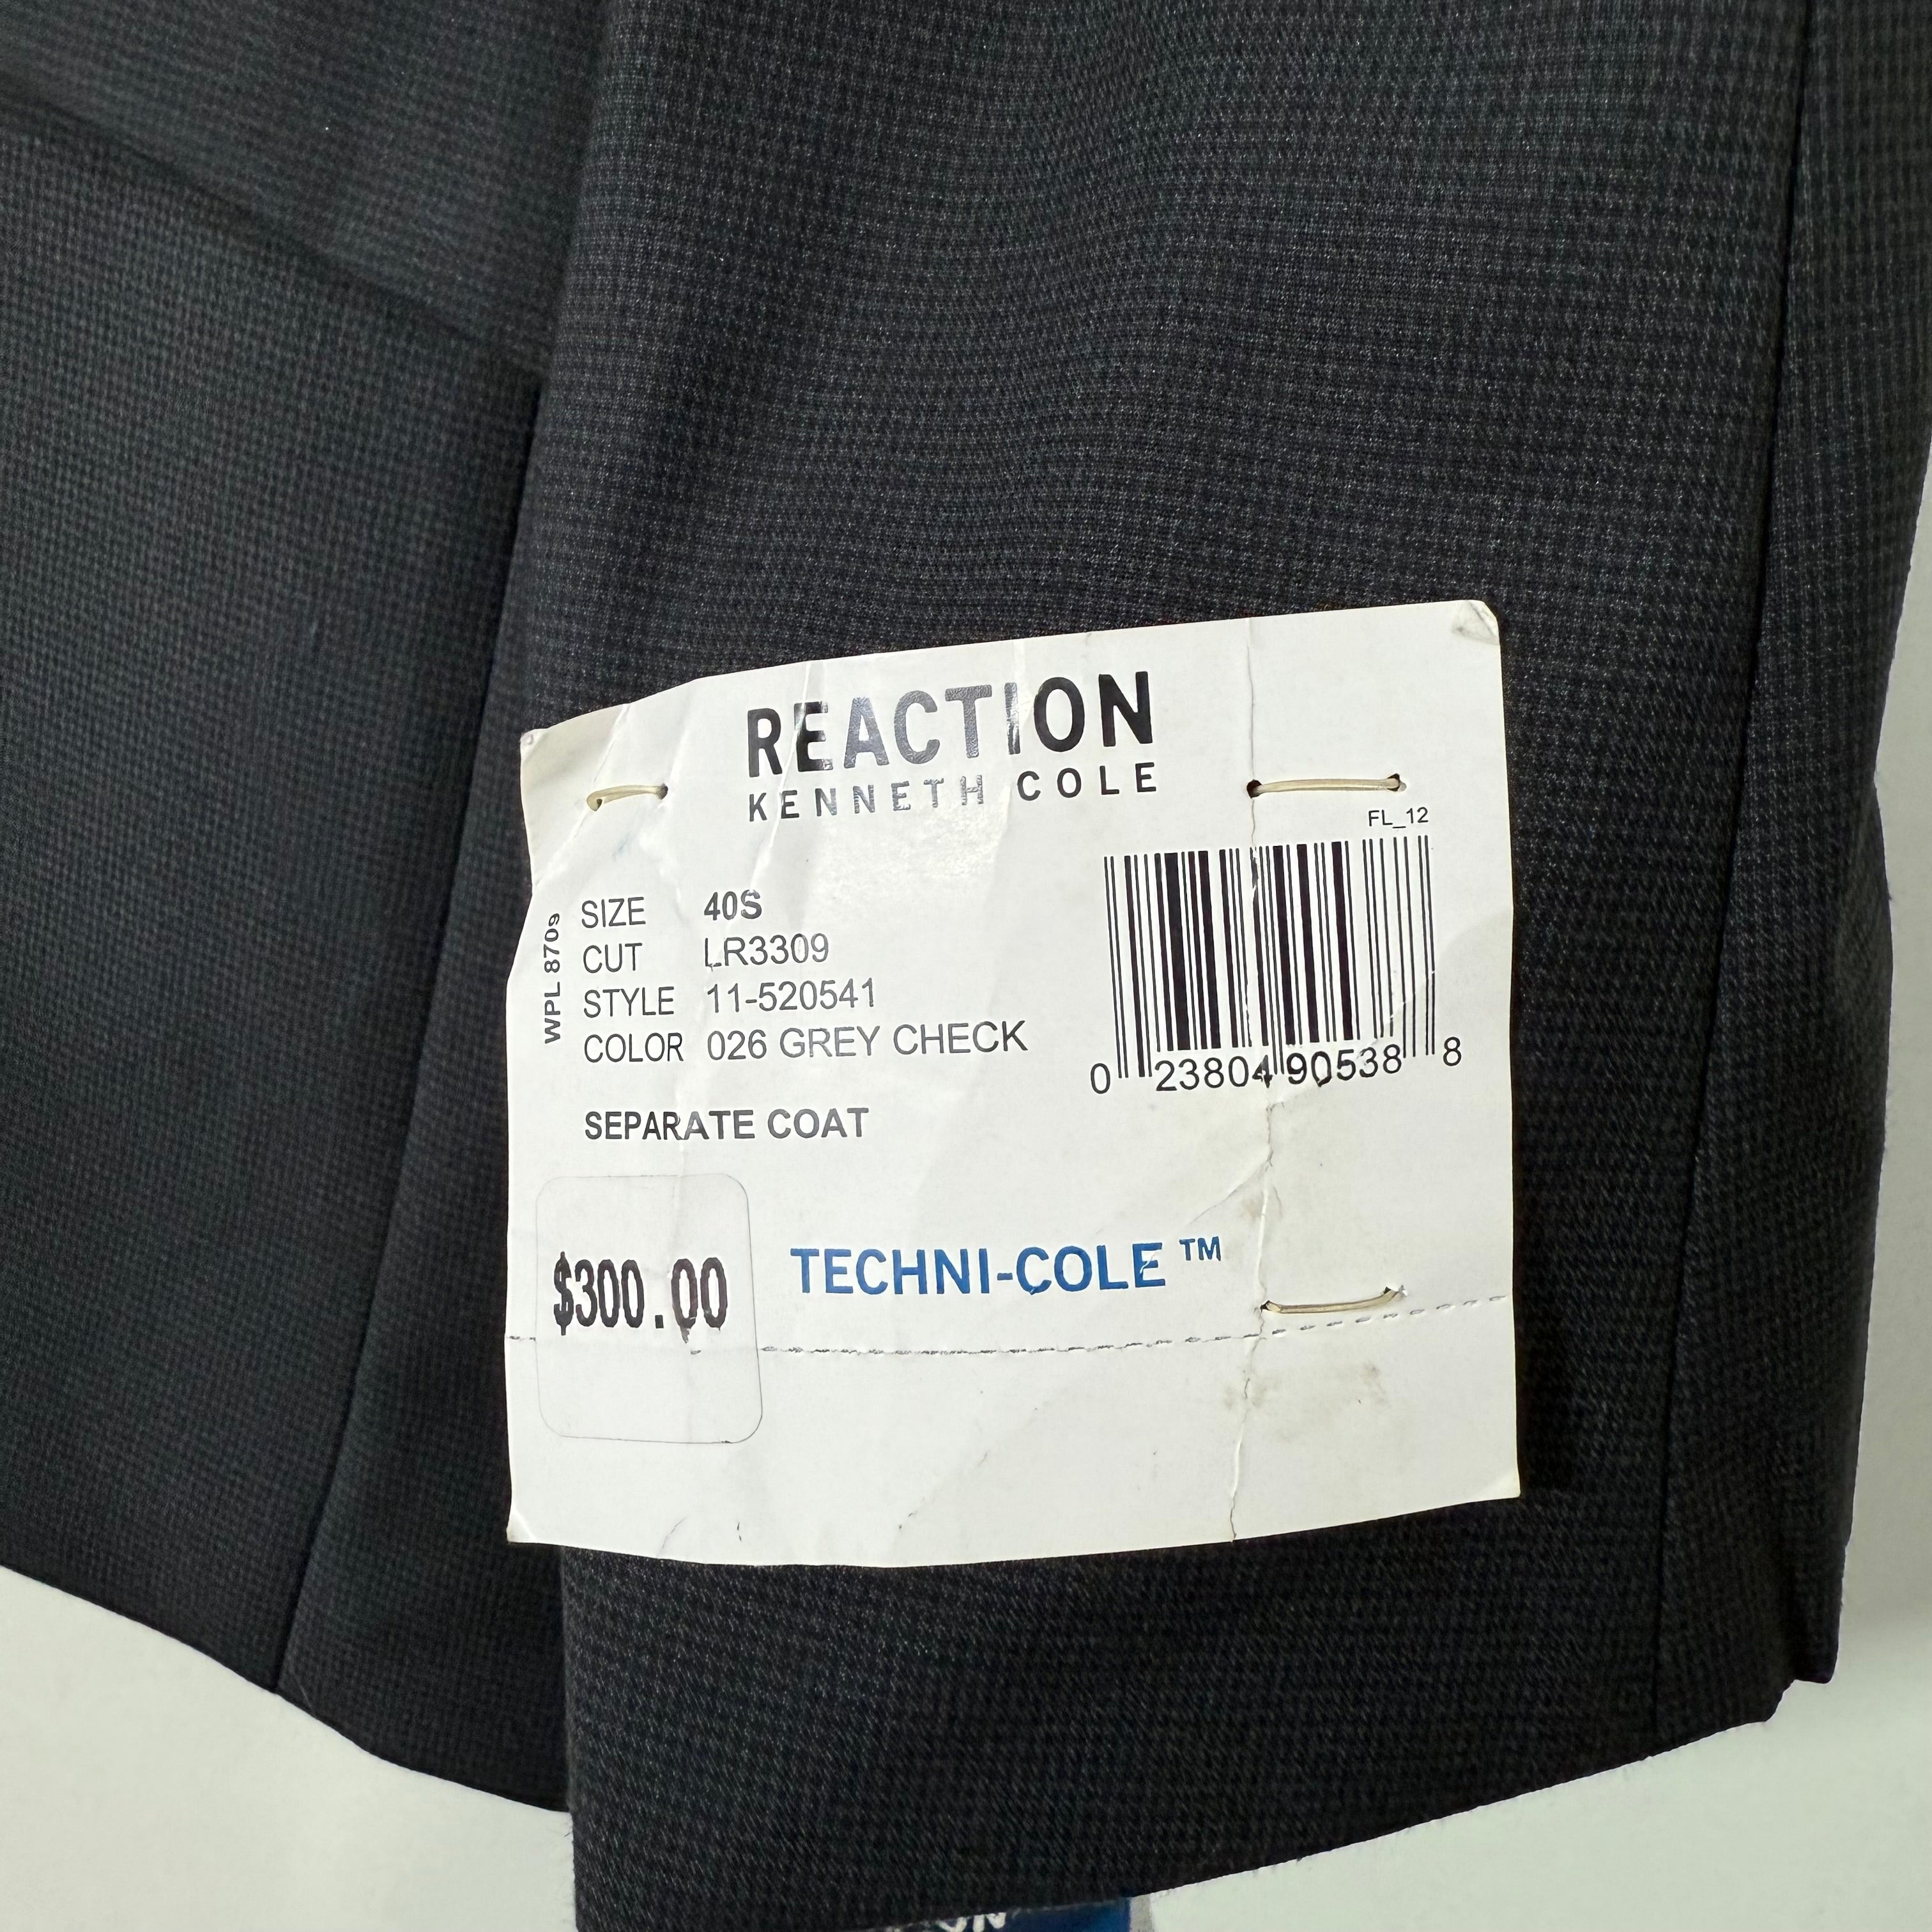 REACTION
KENNETH COLE
FL_12
WPL 8709
SIZE 40S
CUT LR3309
STYLE 11-520541
COLOR 026 GREY CHECK
0 23804 90538 8
SEPARATE COAT
$300.00
TECHNI-COLE ™